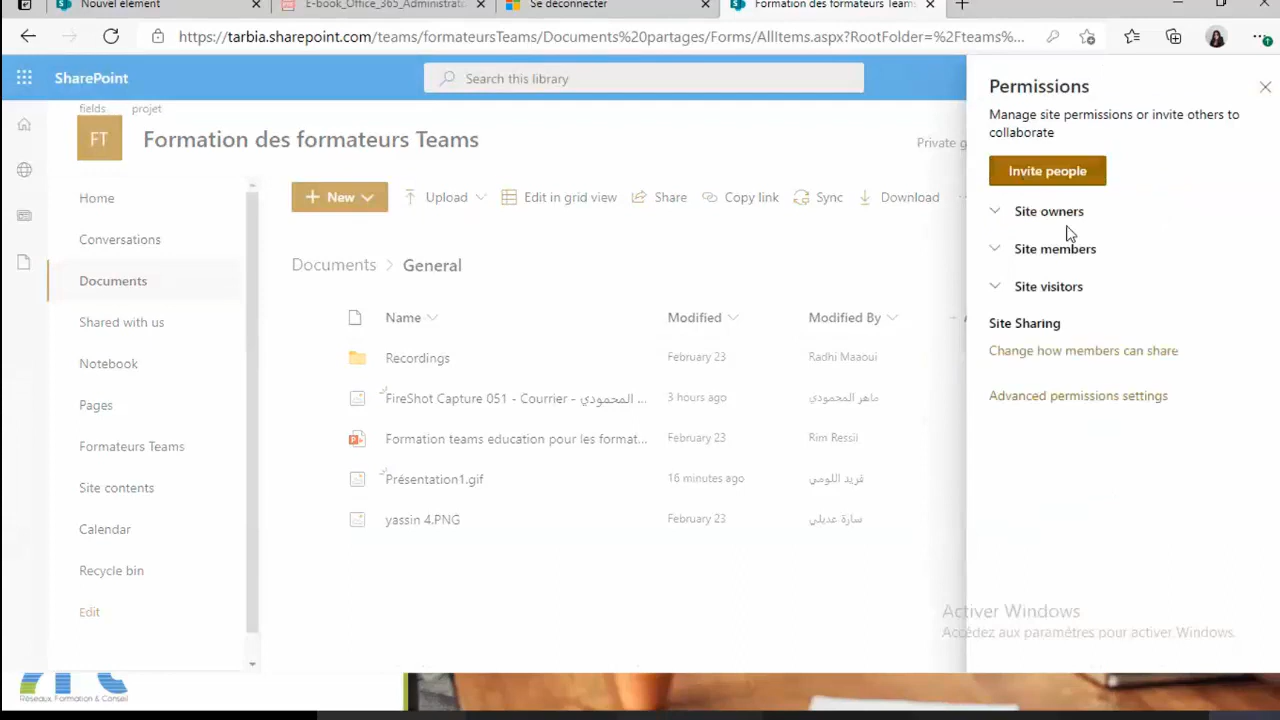 Nouvel élément
E-book_Office_365_Administrat
Se déconnecter
Formation des formateurs Teams
https://tarbia.sharepoint.com/teams/formateursTeams/Documents%20partages/Forms/AllItems.aspx?RootFolder=%2Fteams%...
SharePoint
Search this library
fields projet
FT
Formation des formateurs Teams
Private g
Home
Conversations
Documents
Shared with us
Notebook
Pages
Formateurs Teams
Site contents
Calendar
Recycle bin
Edit
+ New
Upload
Edit in grid view
Share
Copy link
Sync
Download
Documents > General
Name Modified Modified By
Recordings February 23 Radhi Maaoui
FireShot Capture 051 - Courrier - المحمودي ... 3 hours ago ماهر المحمودي
Formation teams education pour les format... February 23 Rim Ressii
Présentation1.gif 16 minutes ago فريد اللومي
yassin 4.PNG February 23 سارة عديلي
Permissions
Manage site permissions or invite others to
collaborate
Invite people
Site owners
Site members
Site visitors
Site Sharing
Change how members can share
Advanced permissions settings
Activer Windows
Accédez aux paramètres pour activer Windows.
Réseaux, Formation & Conseil